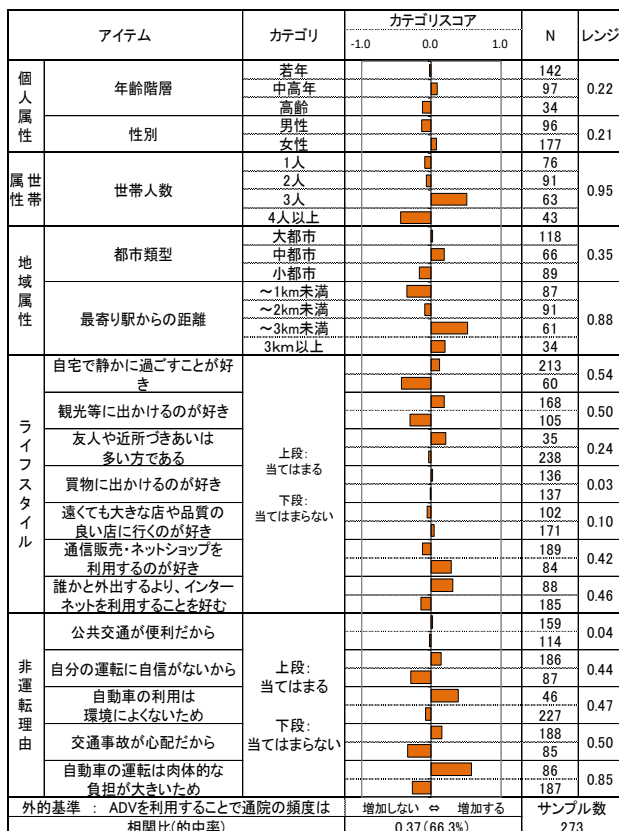 アイテム カテゴリ カテゴリスコア N レンジ
-1.0 0.0 1.0
個人属性 年齢階層 若年 142 0.22
中高年 97
高齢 34
性別 男性 96 0.21
女性 177
世帯属性 世帯人数 1人 76 0.95
2人 91
3人 63
4人以上 43
地域属性 都市類型 大都市 118 0.35
中都市 66
小都市 89
最寄り駅からの距離 ～1km未満 87 0.88
～2km未満 91
～3km未満 61
3km以上 34
ライフスタイル 自宅で静かに過ごすことが好 213 0.54
き 60
観光等に出かけるのが好き 168 0.50
105
友人や近所づきあいは 35 0.24
多い方である 238
上段：
当てはまる
下段：
当てはまらない
買物に出かけるのが好き 136 0.03
137
遠くても大きな店や品質の 102 0.10
良い店に行くのが好き 171
通信販売・ネットショップを 189 0.42
利用するのが好き 84
誰かと外出するより、インター 88 0.46
ネットを利用することを好む 185
非運転理由 公共交通が便利だから 159 0.04
114
自分の運転に自信がないから 186 0.44
87
上段：
当てはまる
下段：
当てはまらない
自動車の利用は 46 0.47
環境によくないため 227
交通事故が心配だから 188 0.50
85
自動車の運転は肉体的な 86 0.85
負担が大きいため 187
外的基準 ： ADVを利用することで通院の頻度は 増加しない ⇔ 増加する サンプル数
相関比(的中率) 0.37(66.3%) 273